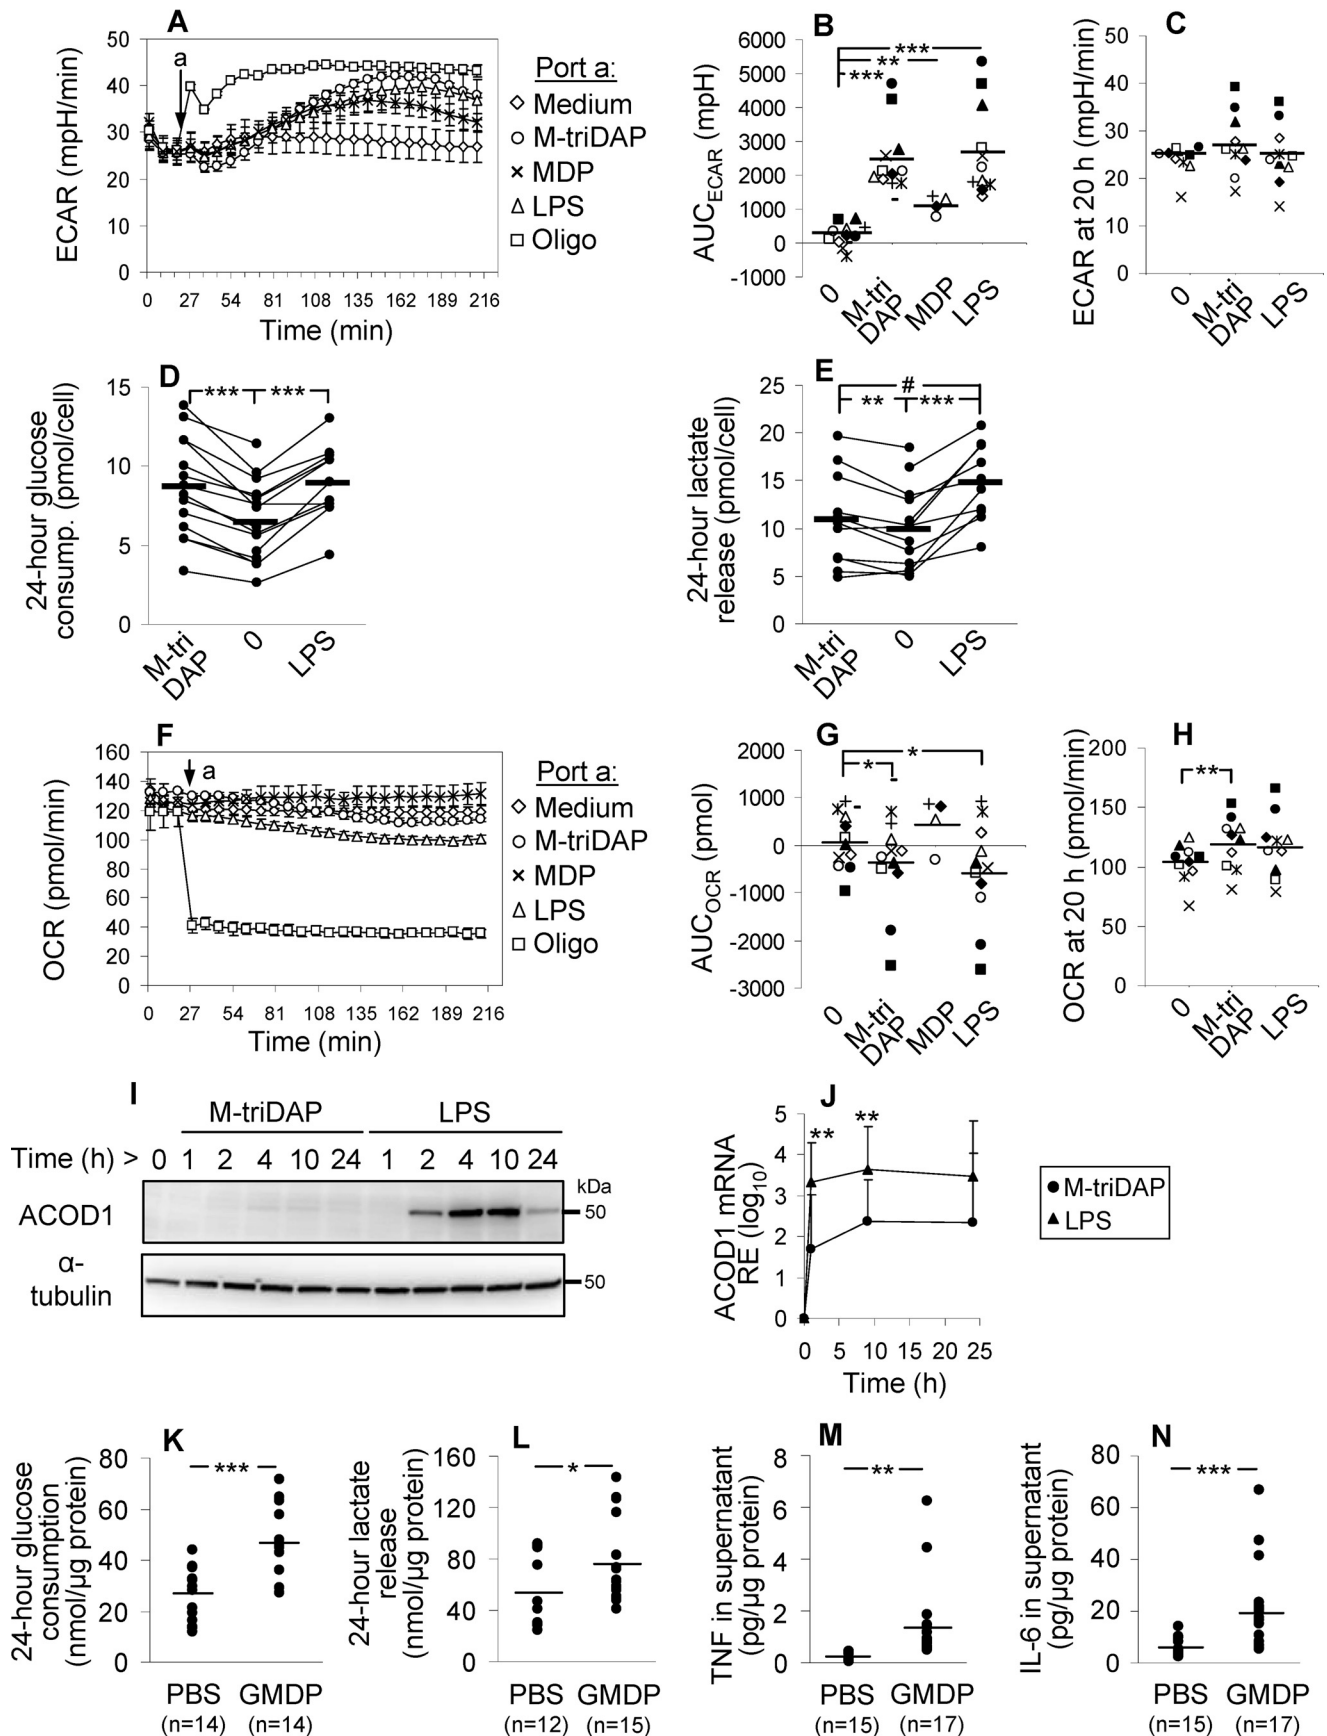 A
ECAR (mpH/min)
50
40
30
20
10
0
a
0 27 54 81 108 135 162 189 216
Time (min)
Port a:
Medium
M-triDAP
MDP
LPS
Oligo
B
AUCECAR (mpH)
6000
5000
4000
3000
2000
1000
0
-1000
***
**
***
0
M-tri
DAP
MDP
LPS
C
ECAR at 20 h (mpH/min)
50
40
30
20
10
0
0
M-tri
DAP
LPS
D
24-hour glucose
consump. (pmol/cell)
15
10
5
0
*** ***
M-tri
DAP
0
LPS
E
24-hour lactate
release (pmol/cell)
25
20
15
10
5
0
#
** ***
M-tri
DAP
0
LPS
F
OCR (pmol/min)
160
140
120
100
80
60
40
20
0
a
0 27 54 81 108 135 162 189 216
Time (min)
Port a:
Medium
M-triDAP
MDP
LPS
Oligo
G
AUCOCR (pmol)
2000
1000
0
-1000
-2000
-3000
*
*
0
M-tri
DAP
MDP
LPS
H
OCR at 20 h (pmol/min)
200
150
100
50
0
**
0
M-tri
DAP
LPS
I
M-triDAP LPS
Time (h) > 0 1 2 4 10 24 1 2 4 10 24
kDa
ACOD1
50
α-
tubulin
50
J
ACOD1 mRNA
RE (log10)
5
4
3
2
1
0
** **
0 5 10 15 20 25
Time (h)
M-triDAP
LPS
K
24-hour glucose
consumption
(nmol/µg protein)
80
60
40
20
0
***
PBS GMDP
(n=14) (n=14)
L
24-hour lactate
release
(nmol/µg protein)
160
120
80
40
0
*
PBS GMDP
(n=12) (n=15)
M
TNF in supernatant
(pg/µg protein)
8
6
4
2
0
**
PBS GMDP
(n=15) (n=17)
N
IL-6 in supernatant
(pg/µg protein)
80
60
40
20
0
***
PBS GMDP
(n=15) (n=17)